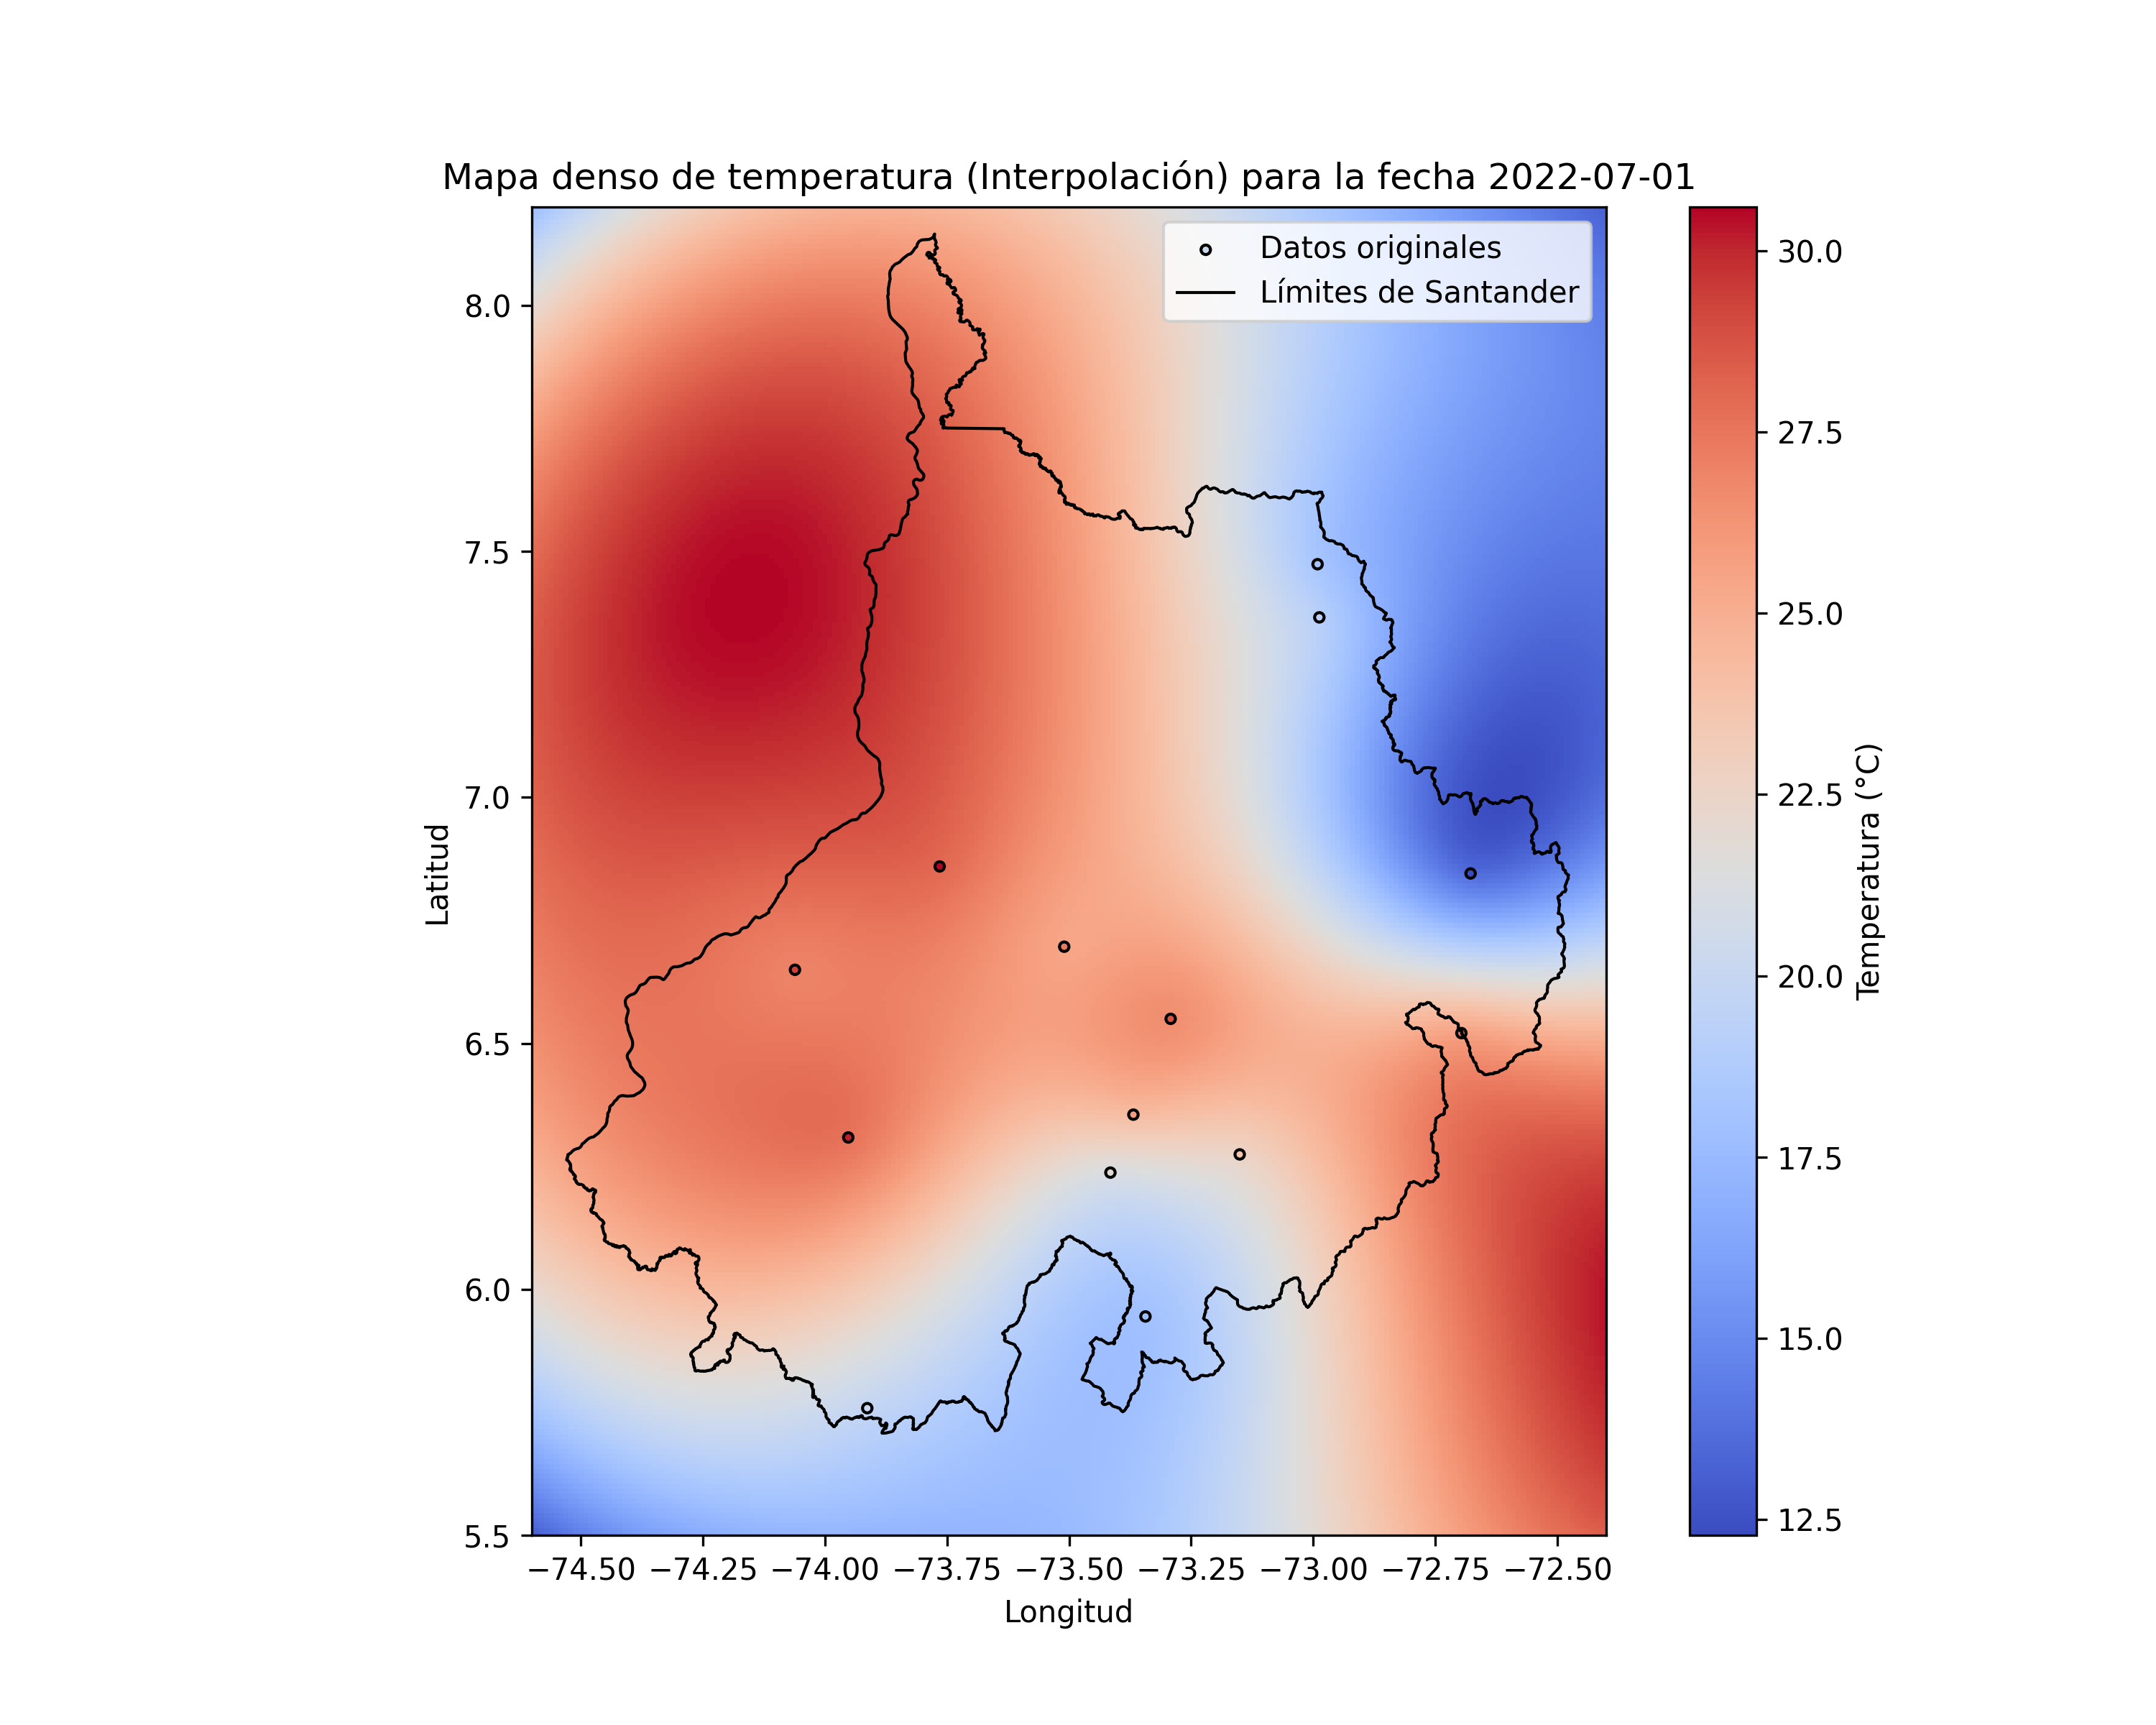 Mapa denso de temperatura (Interpolación) para la fecha 2022-07-01
Datos originales
Límites de Santander
8.0
7.5
7.0
6.5
6.0
5.5
Latitud
−74.50 −74.25 −74.00 −73.75 −73.50 −73.25 −73.00 −72.75 −72.50
Longitud
30.0
27.5
25.0
22.5
20.0
17.5
15.0
12.5
Temperatura (°C)